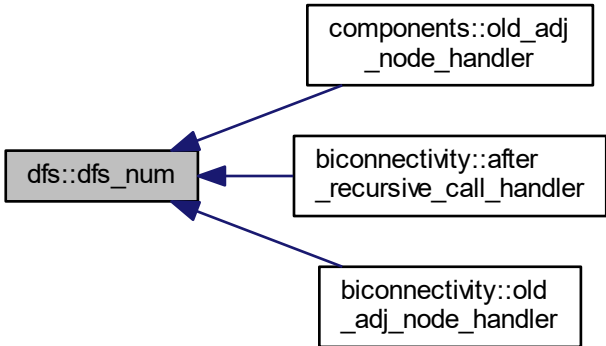 components::old_adj
_node_handler
dfs::dfs_num
biconnectivity::after
_recursive_call_handler
biconnectivity::old
_adj_node_handler